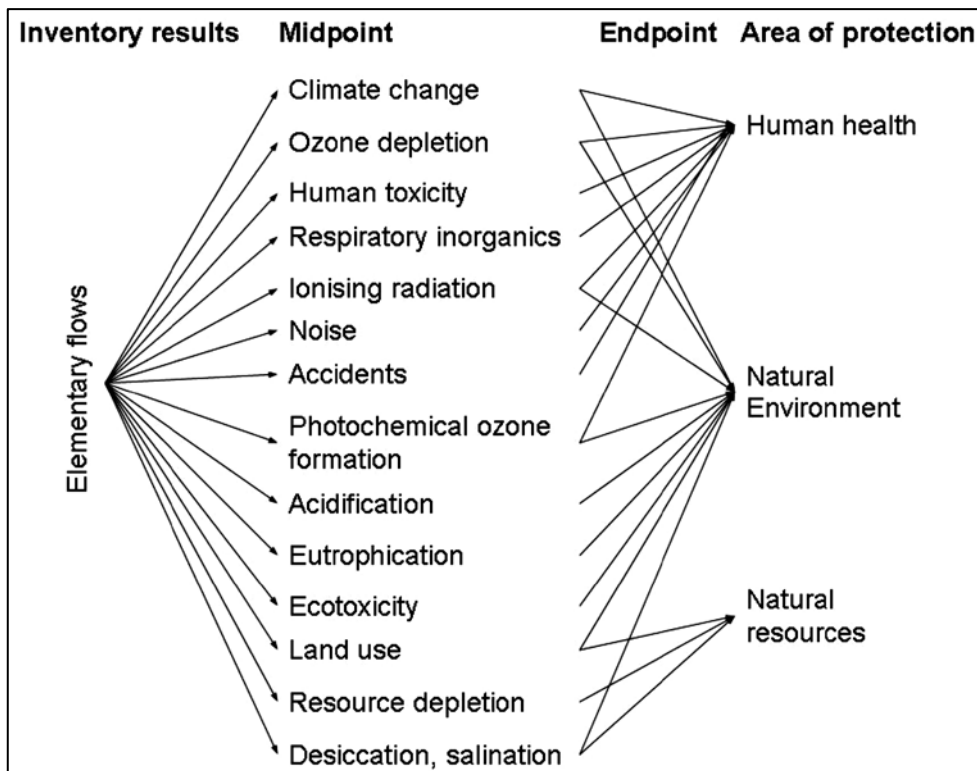 Inventory results Midpoint Endpoint Area of protection
Climate change
Ozone depletion
Human toxicity
Respiratory inorganics
Ionising radiation
Noise
Accidents
Photochemical ozone
formation
Acidification
Eutrophication
Ecotoxicity
Land use
Resource depletion
Desiccation, salination
Elementary flows
Human health
Natural
Environment
Natural
resources